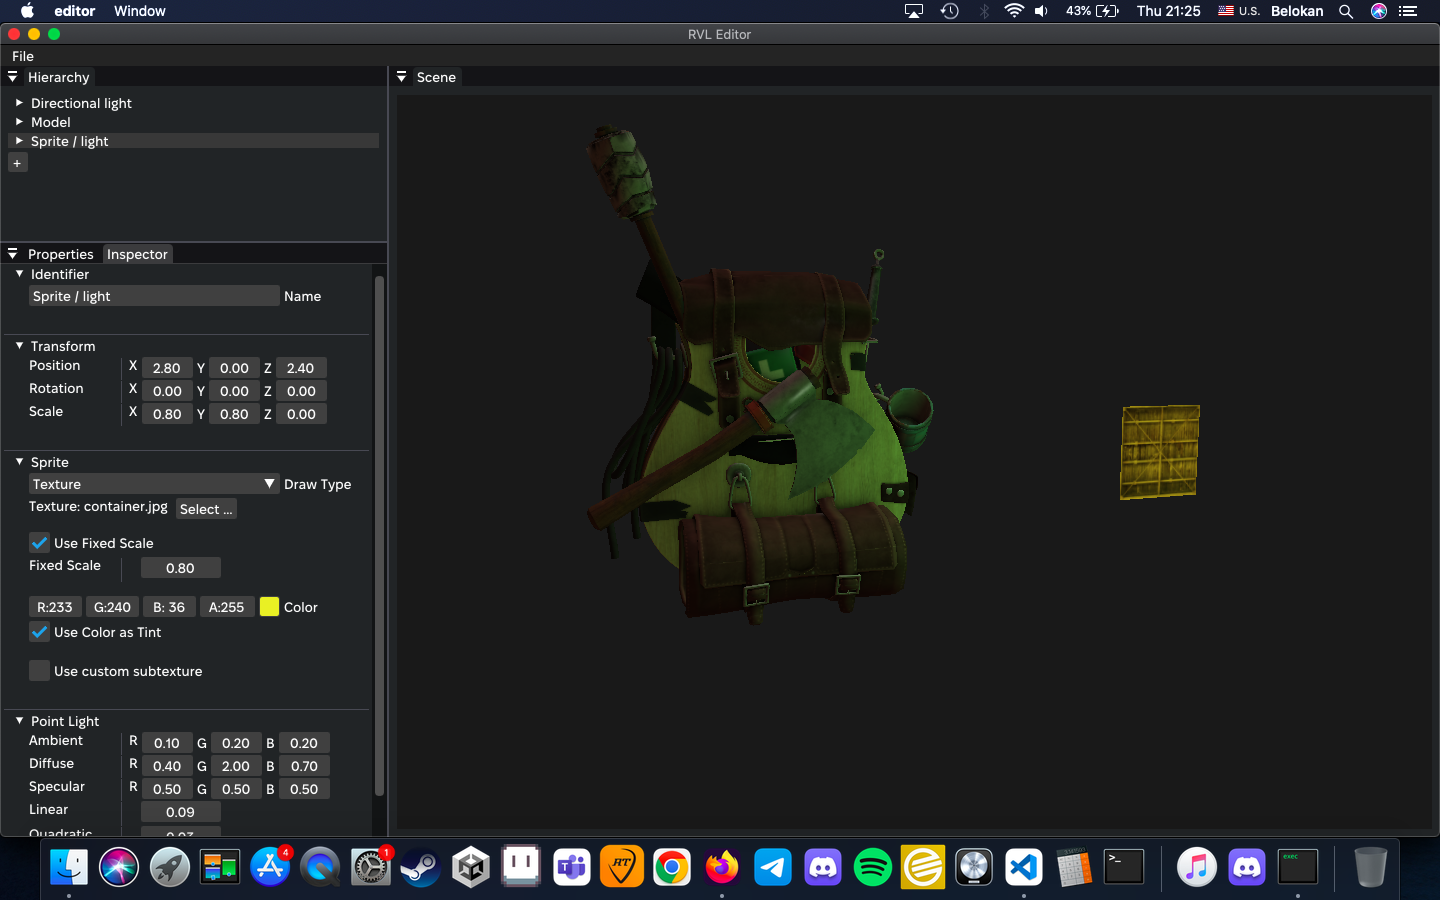 editor Window 43% Thu 21:25 U.S. Belokan
RVL Editor
File
Hierarchy
Directional light
Model
Sprite / light
+
Properties Inspector
Identifier
Sprite / light Name
Transform
Position X 2.80 Y 0.00 Z 2.40
Rotation X 0.00 Y 0.00 Z 0.00
Scale X 0.80 Y 0.80 Z 0.00
Sprite
Texture Draw Type
Texture: container.jpg Select ...
Use Fixed Scale
Fixed Scale 0.80
R:233 G:240 B: 36 A:255 Color
Use Color as Tint
Use custom subtexture
Point Light
Ambient R 0.10 G 0.20 B 0.20
Diffuse R 0.40 G 2.00 B 0.70
Specular R 0.50 G 0.50 B 0.50
Linear 0.09
Quadratic
Scene
4 1 RT >_ exec